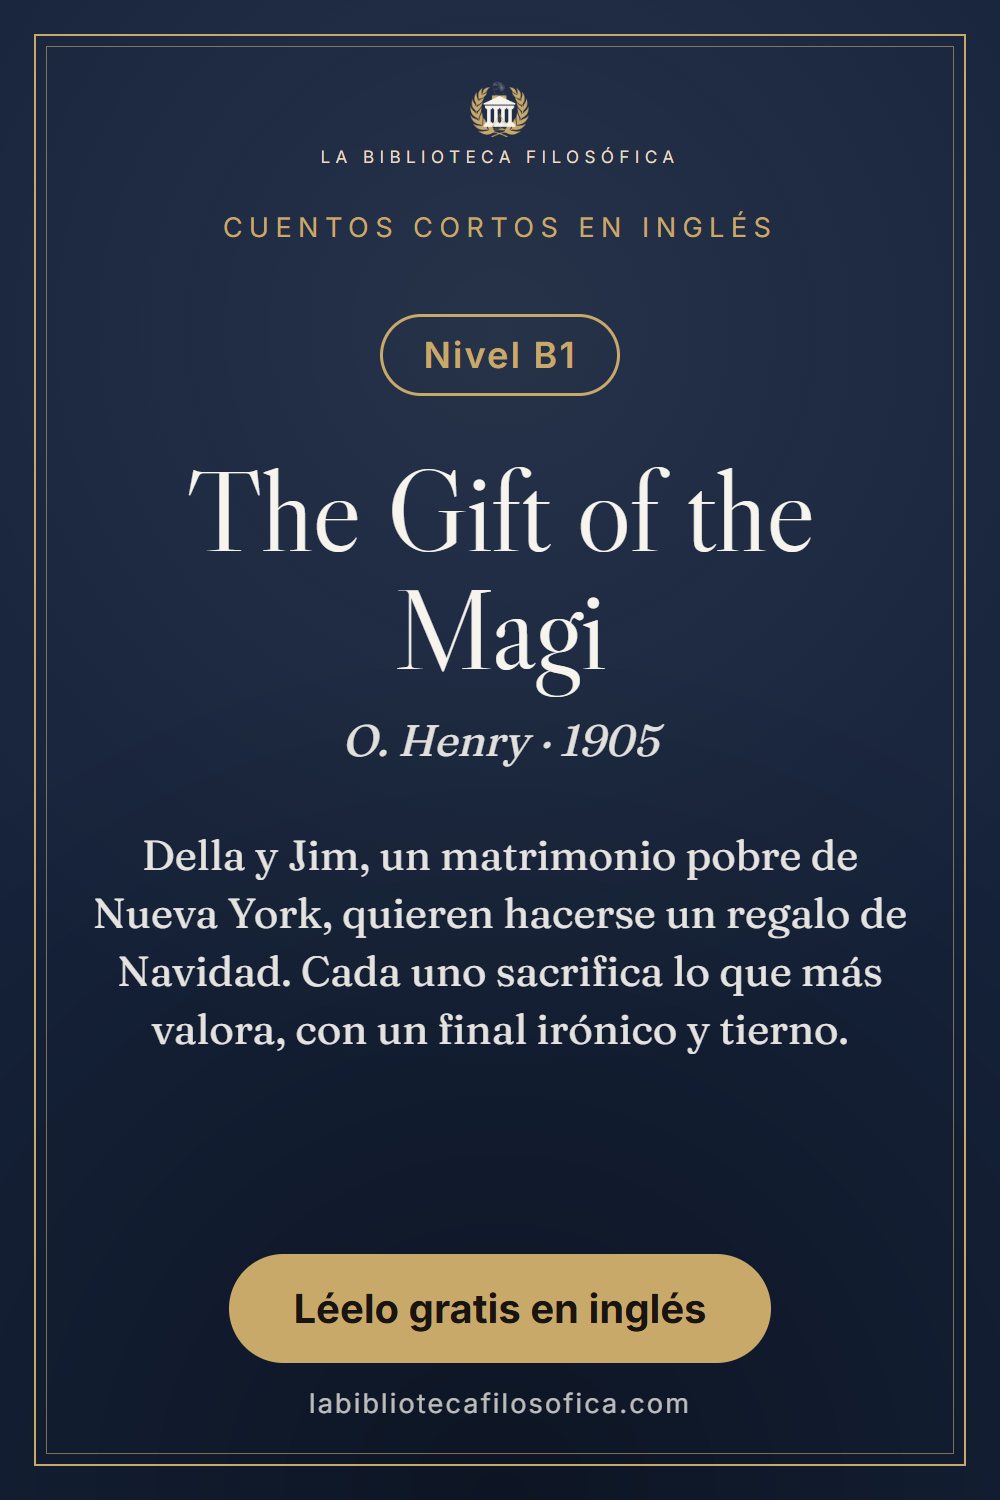 LA BIBLIOTECA FILOSÓFICA
CUENTOS CORTOS EN INGLÉS
Nivel B1
The Gift of the
Magi
O. Henry · 1905
Della y Jim, un matrimonio pobre de
Nueva York, quieren hacerse un regalo de
Navidad. Cada uno sacrifica lo que más
valora, con un final irónico y tierno.
Léelo gratis en inglés
labibliotecafilosofica.com